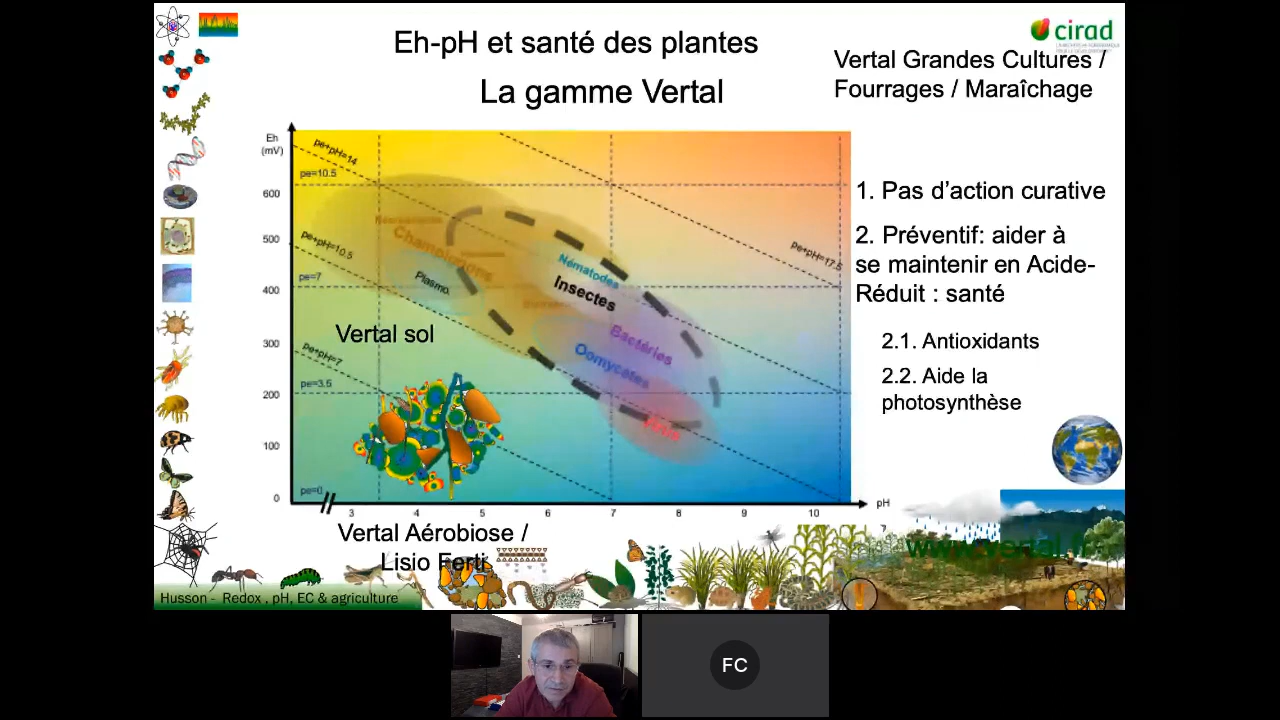 Eh-pH et santé des plantes
La gamme Vertal
cirad
Vertal Grandes Cultures /
Fourrages / Maraîchage
Eh
(mV)
600
500
400
300
200
100
0
pe+pH=14
pe=10.5
pe+pH=10.5
pe=7
pe+pH=7
pe=3.5
pe=0
pe+pH=17.5
Champignons
Plasmo.
Nématodes
Insectes
Bactéries
Oomycètes
Virus
Vertal sol
3
4
5
6
7
8
9
10
pH
1. Pas d'action curative
2. Préventif: aider à
se maintenir en Acide-
Réduit : santé
2.1. Antioxidants
2.2. Aide la
photosynthèse
Vertal Aérobiose /
Lisio Ferti
www.vertal.fr
?
Husson - Redox , pH, EC & agriculture
FC